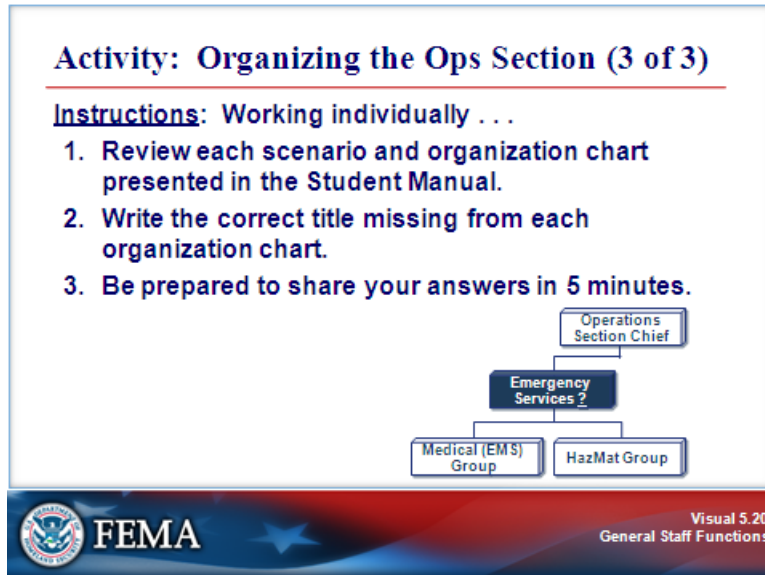 Activity: Organizing the Ops Section (3 of 3)
Instructions: Working individually . . .
1. Review each scenario and organization chart
presented in the Student Manual.
2. Write the correct title missing from each
organization chart.
3. Be prepared to share your answers in 5 minutes.
Operations
Section Chief
Emergency
Services ?
Medical (EMS)
Group
HazMat Group
FEMA
Visual 5.20
General Staff Functions